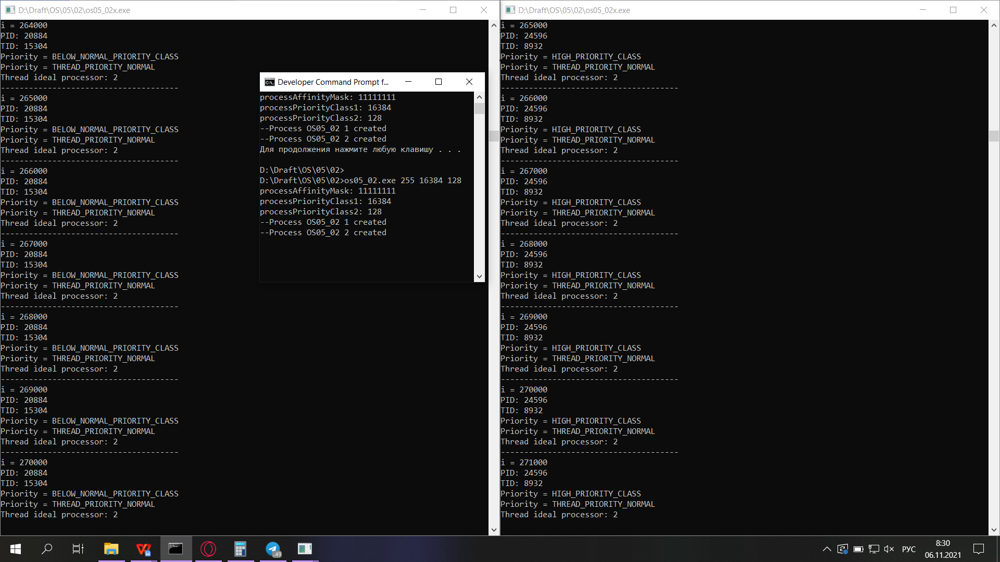 D:\Draft\OS\05\02\os05_02x.exe
i = 264000
PID: 20884
TID: 15304
Priority = BELOW_NORMAL_PRIORITY_CLASS
Priority = THREAD_PRIORITY_NORMAL
Thread ideal processor: 2
--------------------------------------
i = 265000
PID: 20884
TID: 15304
Priority = BELOW_NORMAL_PRIORITY_CLASS
Priority = THREAD_PRIORITY_NORMAL
Thread ideal processor: 2
--------------------------------------
i = 266000
PID: 20884
TID: 15304
Priority = BELOW_NORMAL_PRIORITY_CLASS
Priority = THREAD_PRIORITY_NORMAL
Thread ideal processor: 2
--------------------------------------
i = 267000
PID: 20884
TID: 15304
Priority = BELOW_NORMAL_PRIORITY_CLASS
Priority = THREAD_PRIORITY_NORMAL
Thread ideal processor: 2
--------------------------------------
i = 268000
PID: 20884
TID: 15304
Priority = BELOW_NORMAL_PRIORITY_CLASS
Priority = THREAD_PRIORITY_NORMAL
Thread ideal processor: 2
--------------------------------------
i = 269000
PID: 20884
TID: 15304
Priority = BELOW_NORMAL_PRIORITY_CLASS
Priority = THREAD_PRIORITY_NORMAL
Thread ideal processor: 2
--------------------------------------
i = 270000
PID: 20884
TID: 15304
Priority = BELOW_NORMAL_PRIORITY_CLASS
Priority = THREAD_PRIORITY_NORMAL
Thread ideal processor: 2
Developer Command Prompt f...
processAffinityMask: 11111111
processPriorityClass1: 16384
processPriorityClass2: 128
--Process OS05_02 1 created
--Process OS05_02 2 created
Для продолжения нажмите любую клавишу . . .
D:\Draft\OS\05\02>
D:\Draft\OS\05\02>os05_02.exe 255 16384 128
processAffinityMask: 11111111
processPriorityClass1: 16384
processPriorityClass2: 128
--Process OS05_02 1 created
--Process OS05_02 2 created
D:\Draft\OS\05\02\os05_02x.exe
i = 265000
PID: 24596
TID: 8932
Priority = HIGH_PRIORITY_CLASS
Priority = THREAD_PRIORITY_NORMAL
Thread ideal processor: 2
--------------------------------------
i = 266000
PID: 24596
TID: 8932
Priority = HIGH_PRIORITY_CLASS
Priority = THREAD_PRIORITY_NORMAL
Thread ideal processor: 2
--------------------------------------
i = 267000
PID: 24596
TID: 8932
Priority = HIGH_PRIORITY_CLASS
Priority = THREAD_PRIORITY_NORMAL
Thread ideal processor: 2
--------------------------------------
i = 268000
PID: 24596
TID: 8932
Priority = HIGH_PRIORITY_CLASS
Priority = THREAD_PRIORITY_NORMAL
Thread ideal processor: 2
--------------------------------------
i = 269000
PID: 24596
TID: 8932
Priority = HIGH_PRIORITY_CLASS
Priority = THREAD_PRIORITY_NORMAL
Thread ideal processor: 2
--------------------------------------
i = 270000
PID: 24596
TID: 8932
Priority = HIGH_PRIORITY_CLASS
Priority = THREAD_PRIORITY_NORMAL
Thread ideal processor: 2
--------------------------------------
i = 271000
PID: 24596
TID: 8932
Priority = HIGH_PRIORITY_CLASS
Priority = THREAD_PRIORITY_NORMAL
Thread ideal processor: 2
49
РУС
8:30
06.11.2021